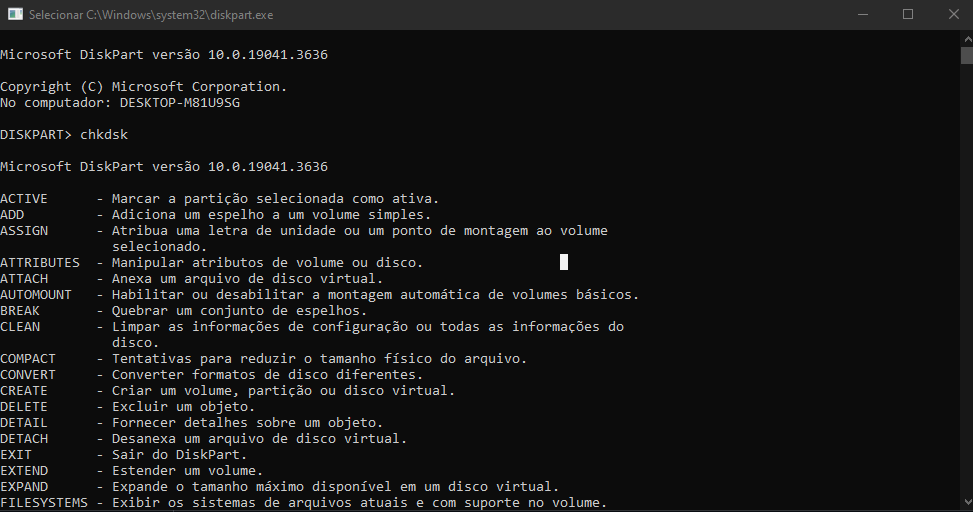 Selecionar C:\Windows\system32\diskpart.exe
Microsoft DiskPart versão 10.0.19041.3636
Copyright (C) Microsoft Corporation.
No computador: DESKTOP-M81U9SG
DISKPART> chkdsk
Microsoft DiskPart versão 10.0.19041.3636
ACTIVE - Marcar a partição selecionada como ativa.
ADD - Adiciona um espelho a um volume simples.
ASSIGN - Atribua uma letra de unidade ou um ponto de montagem ao volume
selecionado.
ATTRIBUTES - Manipular atributos de volume ou disco.
ATTACH - Anexa um arquivo de disco virtual.
AUTOMOUNT - Habilitar ou desabilitar a montagem automática de volumes básicos.
BREAK - Quebrar um conjunto de espelhos.
CLEAN - Limpar as informações de configuração ou todas as informações do
disco.
COMPACT - Tentativas para reduzir o tamanho físico do arquivo.
CONVERT - Converter formatos de disco diferentes.
CREATE - Criar um volume, partição ou disco virtual.
DELETE - Excluir um objeto.
DETAIL - Fornecer detalhes sobre um objeto.
DETACH - Desanexa um arquivo de disco virtual.
EXIT - Sair do DiskPart.
EXTEND - Estender um volume.
EXPAND - Expande o tamanho máximo disponível em um disco virtual.
FILESYSTEMS - Exibir os sistemas de arquivos atuais e com suporte no volume.